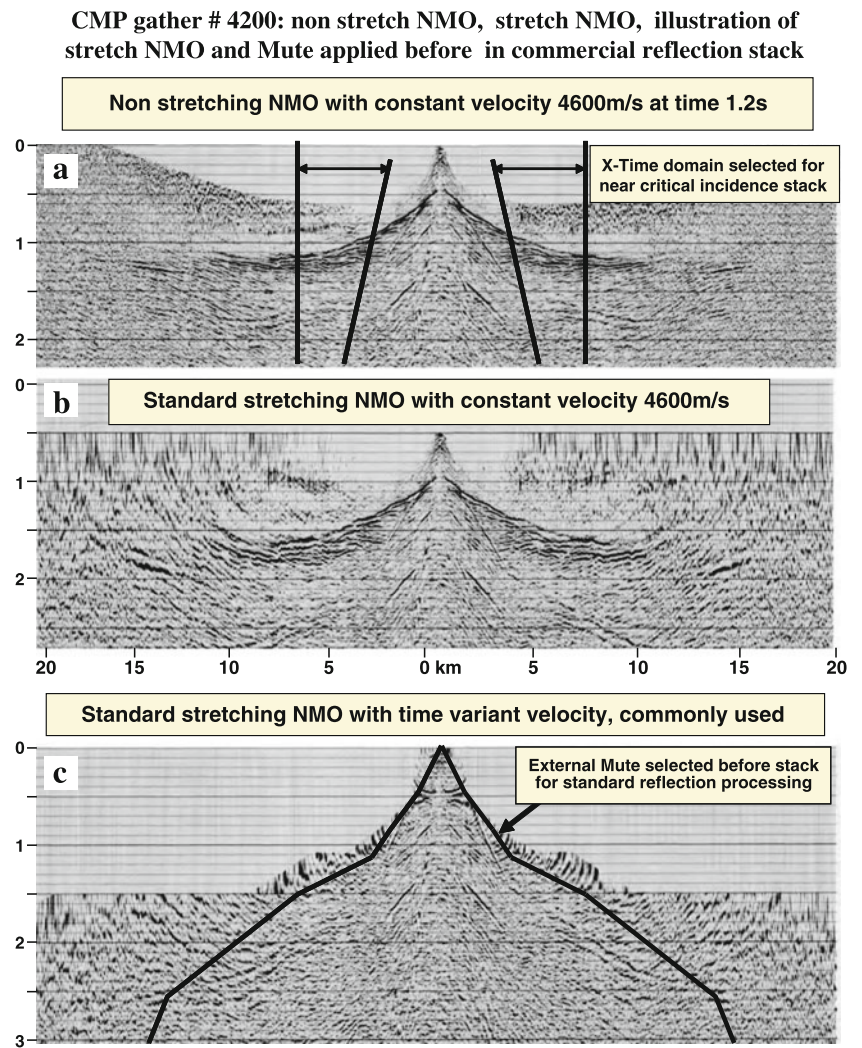 CMP gather # 4200: non stretch NMO, stretch NMO, illustration of
stretch NMO and Mute applied before in commercial reflection stack
Non stretching NMO with constant velocity 4600m/s at time 1.2s
0
a
X-Time domain selected for
near critical incidence stack
1
2
0
b
Standard stretching NMO with constant velocity 4600m/s
1
2
20 15 10 5 0 km 5 10 15 20
Standard stretching NMO with time variant velocity, commonly used
0
c
External Mute selected before stack
for standard reflection processing
1
2
3